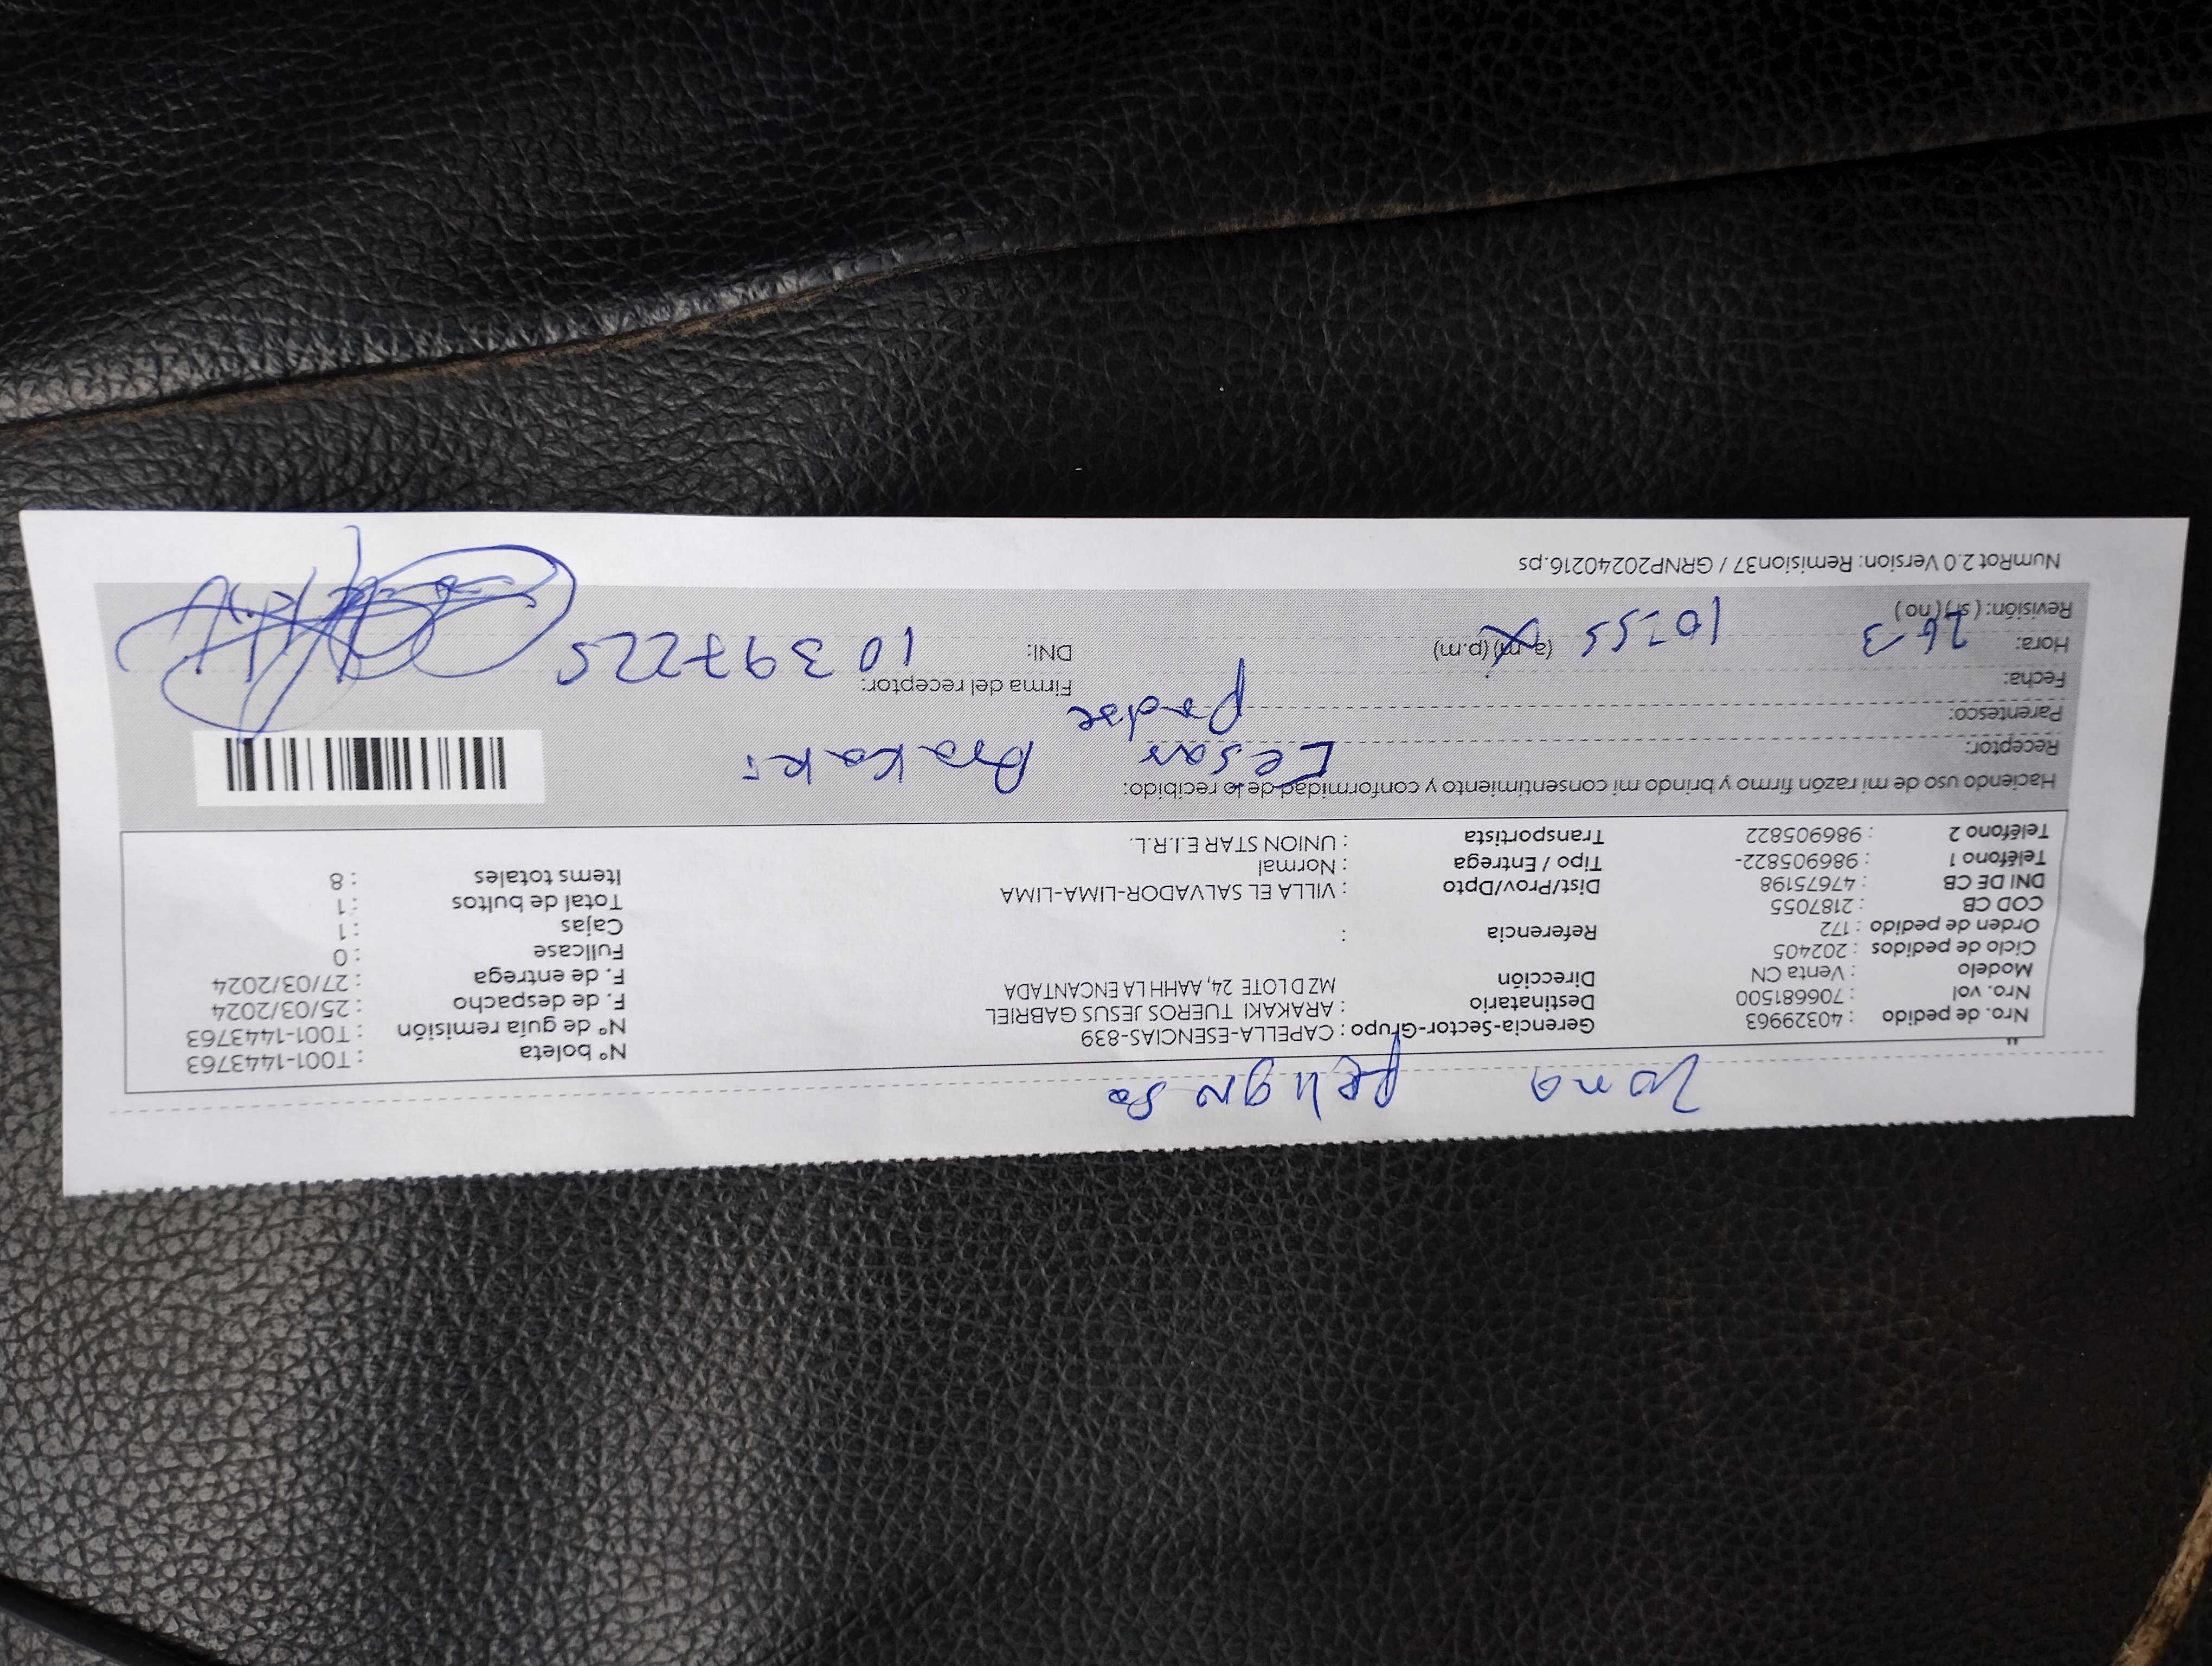 Zona peligrosa
Nro. de pedido : 40329963 Gerencia-Sector-Grupo : CAPELLA-ESENCIAS-839 N° boleta : T001-1443763
Nro. vol : 706681500 Destinatario : ARAKAKI TUEROS JESUS GABRIEL N° de guía remisión : T001-1443763
Modelo : Venta CN Dirección MZ D LOTE 24, AAHH LA ENCANTADA F. de despacho : 25/03/2024
Ciclo de pedidos : 202405 F. de entrega : 27/03/2024
Orden de pedido : 172 Referencia : Fullcase : 0
COD CB : 2187055 Cajas : 1
DNI DE CB : 47675198 Dist/Prov/Dpto : VILLA EL SALVADOR-LIMA-LIMA Total de bultos : 1
Teléfono 1 : 986905822- Tipo / Entrega : Normal Items totales : 8
Teléfono 2 : 986905822 Transportista : UNION STAR E.I.R.L.
Haciendo uso de mi razón firmo y brindo mi consentimiento y conformidad de lo recibido:
Receptor: Cesar Arakaki
Parentesco: padre
Fecha: Firma del receptor:
Hora: 26-3 10:55 (a.m) (p.m) DNI: 10397225
Revisión: ( sí ) ( no )
NumRot 2.0 Version: Remision37 / GRNP20240216.ps